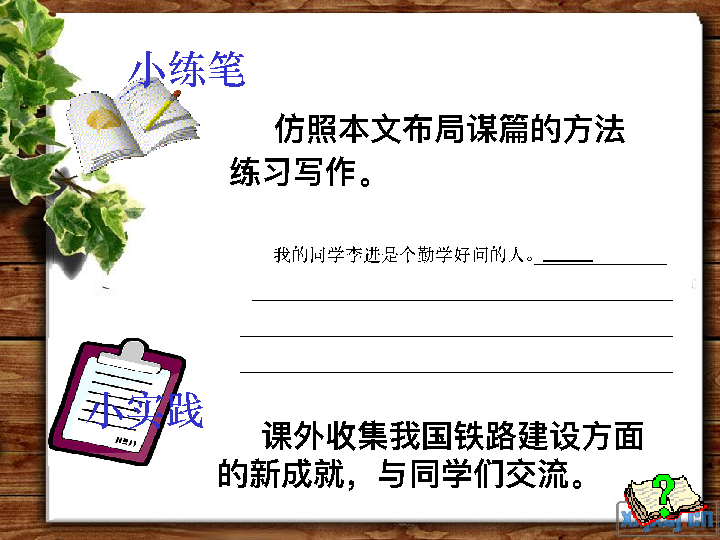 小练笔
仿照本文布局谋篇的方法
练习写作。
我的同学李进是个勤学好问的人。
小实践
课外收集我国铁路建设方面
的新成就，与同学们交流。